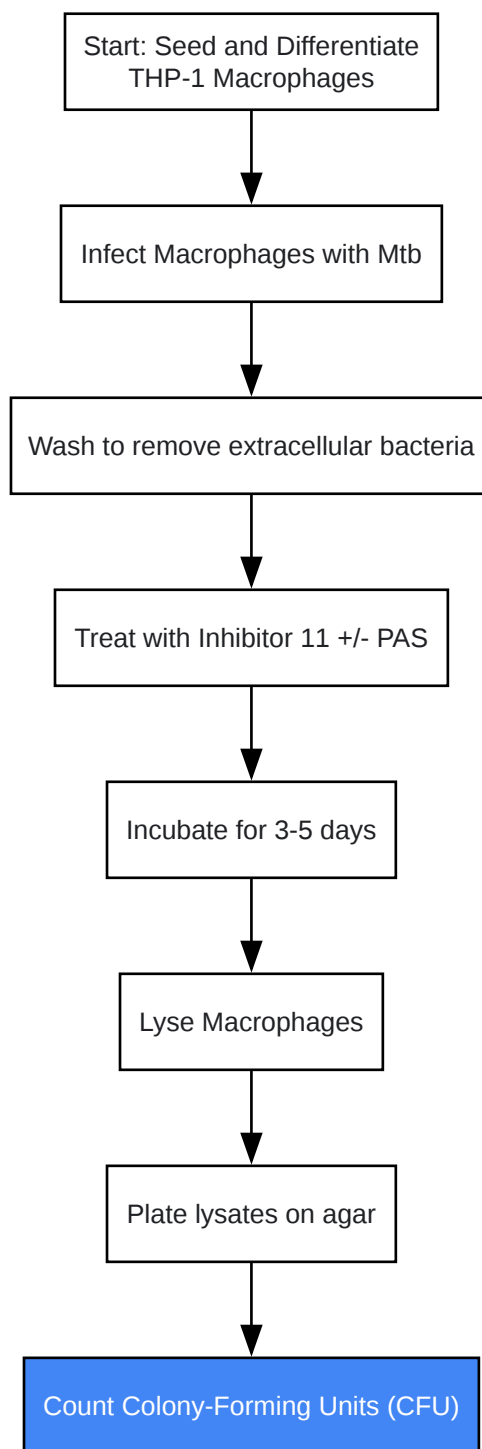 Start: Seed and Differentiate
THP-1 Macrophages
Infect Macrophages with Mtb
Wash to remove extracellular bacteria
Treat with Inhibitor 11 +/- PAS
Incubate for 3-5 days
Lyse Macrophages
Plate lysates on agar
Count Colony-Forming Units (CFU)